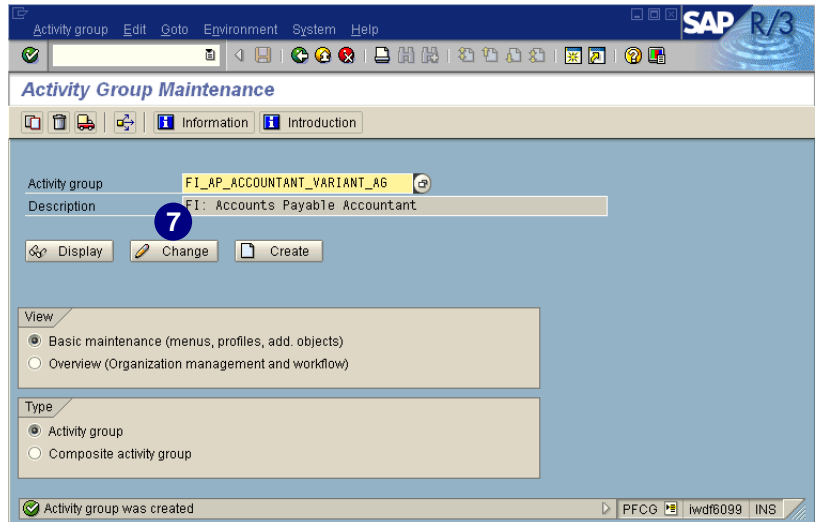 Activity group Edit Goto Environment System Help
SAP R/3
Activity Group Maintenance
Information Introduction
Activity group FI_AP_ACCOUNTANT_VARIANT_AG
Description FI: Accounts Payable Accountant
7
Display Change Create
View
Basic maintenance (menus, profiles, add. objects)
Overview (Organization management and workflow)
Type
Activity group
Composite activity group
Activity group was created PFCG iwdf6099 INS